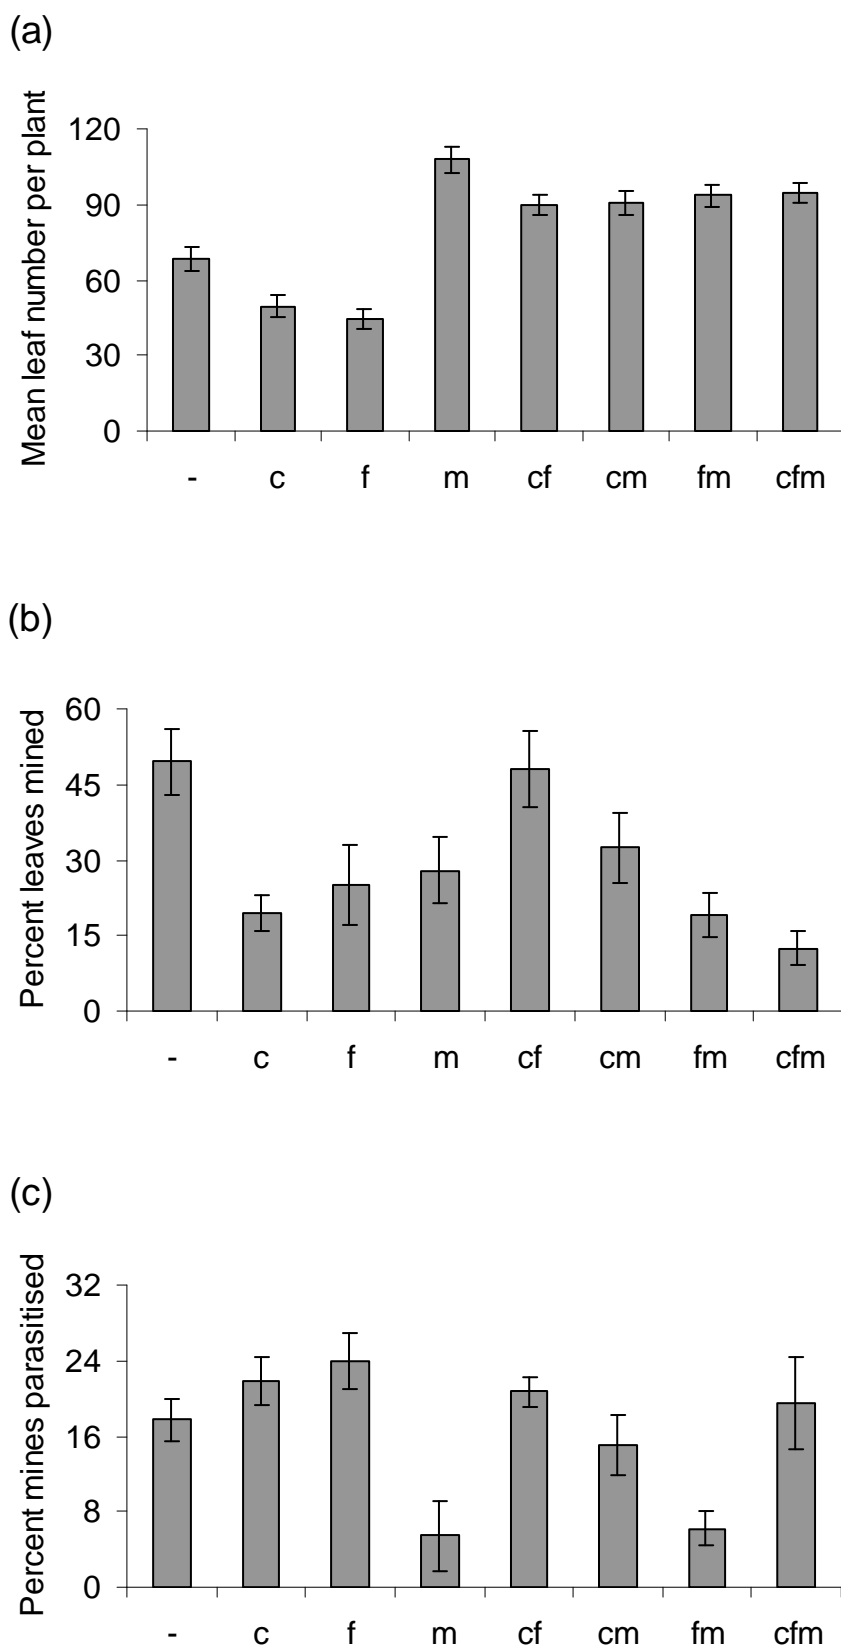 (a)
Mean leaf number per plant
120
90
60
30
0
- c f m cf cm fm cfm
(b)
Percent leaves mined
60
45
30
15
0
- c f m cf cm fm cfm
(c)
Percent mines parasitised
32
24
16
8
0
- c f m cf cm fm cfm